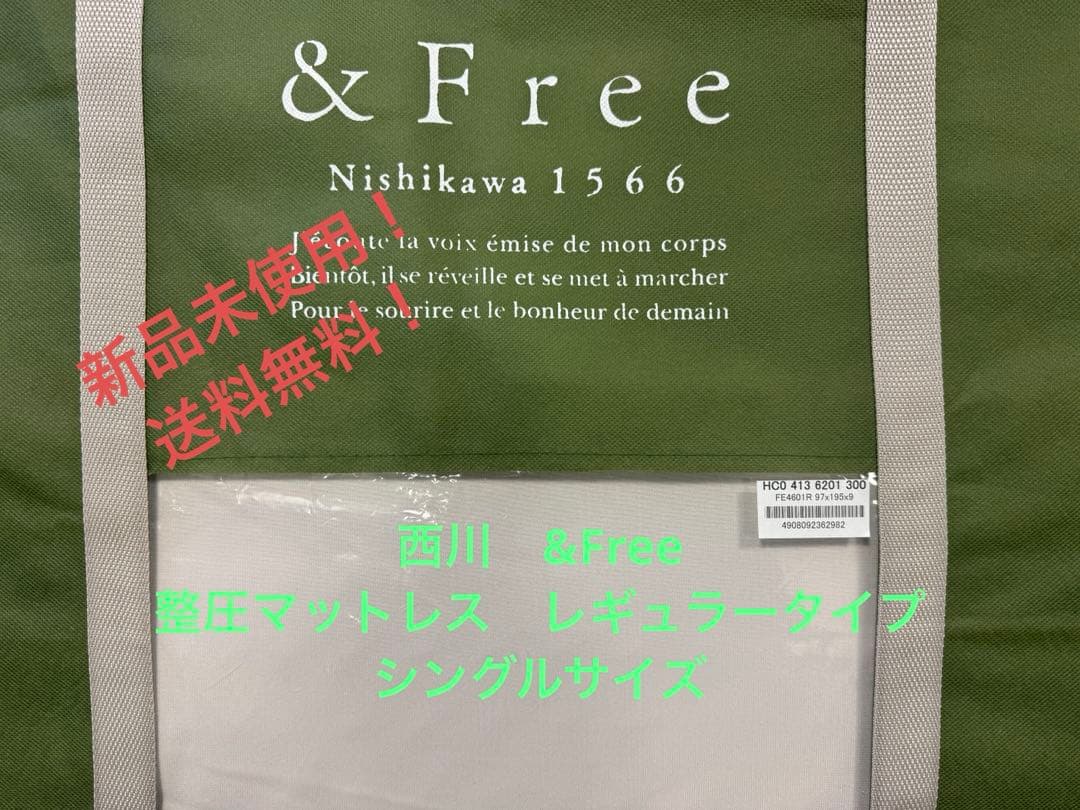 & Free
Nishikawa 1566
J'écoute la voix émise de mon corps
Bientôt, il se réveille et se met à marcher
Pour le sourire et le bonheur de demain
新品未使用！
送料無料！
HC0 413 6201 300
FE4601R 97x195x9
4908092362982
西川　&Free
整圧マットレス　レギュラータイプ
シングルサイズ